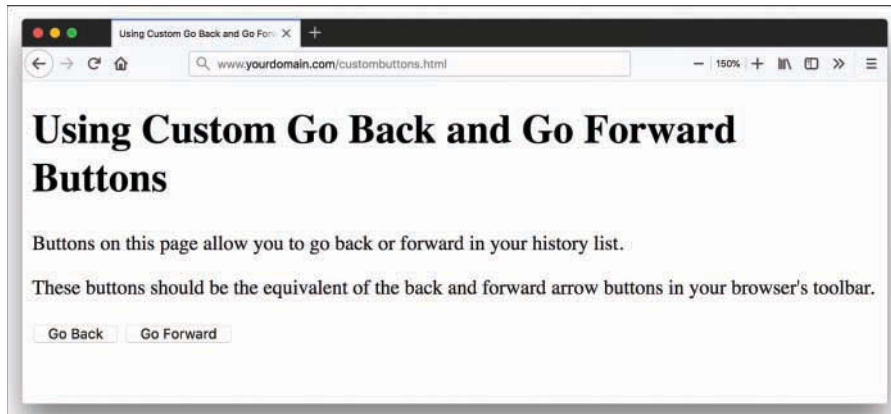 Using Custom Go Back and Go For
www.yourdomain.com/custombuttons.html
150%
Using Custom Go Back and Go Forward
Buttons
Buttons on this page allow you to go back or forward in your history list.
These buttons should be the equivalent of the back and forward arrow buttons in your browser's toolbar.
Go Back Go Forward